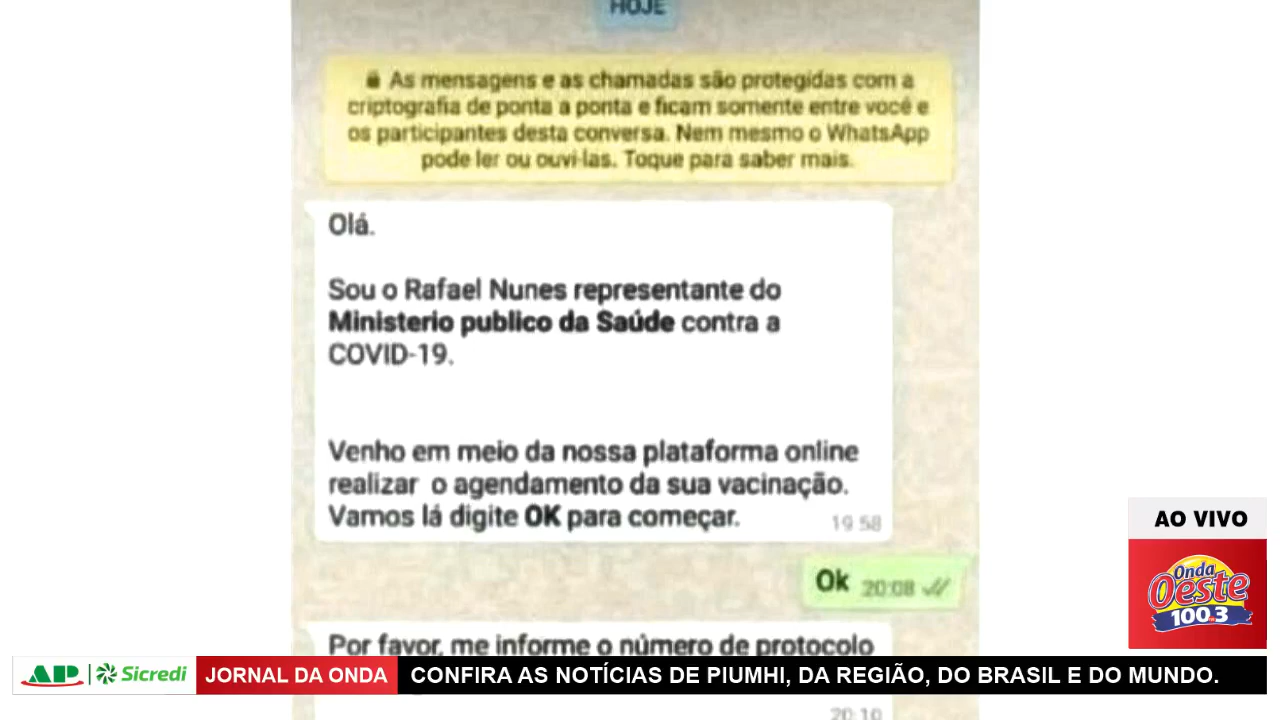 HOJE
As mensagens e as chamadas são protegidas com a
criptografia de ponta a ponta e ficam somente entre você e
os participantes desta conversa. Nem mesmo o WhatsApp
pode ler ou ouvi-las. Toque para saber mais.
Olá.
Sou o Rafael Nunes representante do
Ministerio publico da Saúde contra a
COVID-19.
Venho em meio da nossa plataforma online
realizar o agendamento da sua vacinação.
Vamos lá digite OK para começar.
19:58
Ok 20:08
Por favor, me informe o número de protocolo
20:10
AO VIVO
Onda
Oeste
100.3
AP Sicredi
JORNAL DA ONDA
CONFIRA AS NOTÍCIAS DE PIUMHI, DA REGIÃO, DO BRASIL E DO MUNDO.